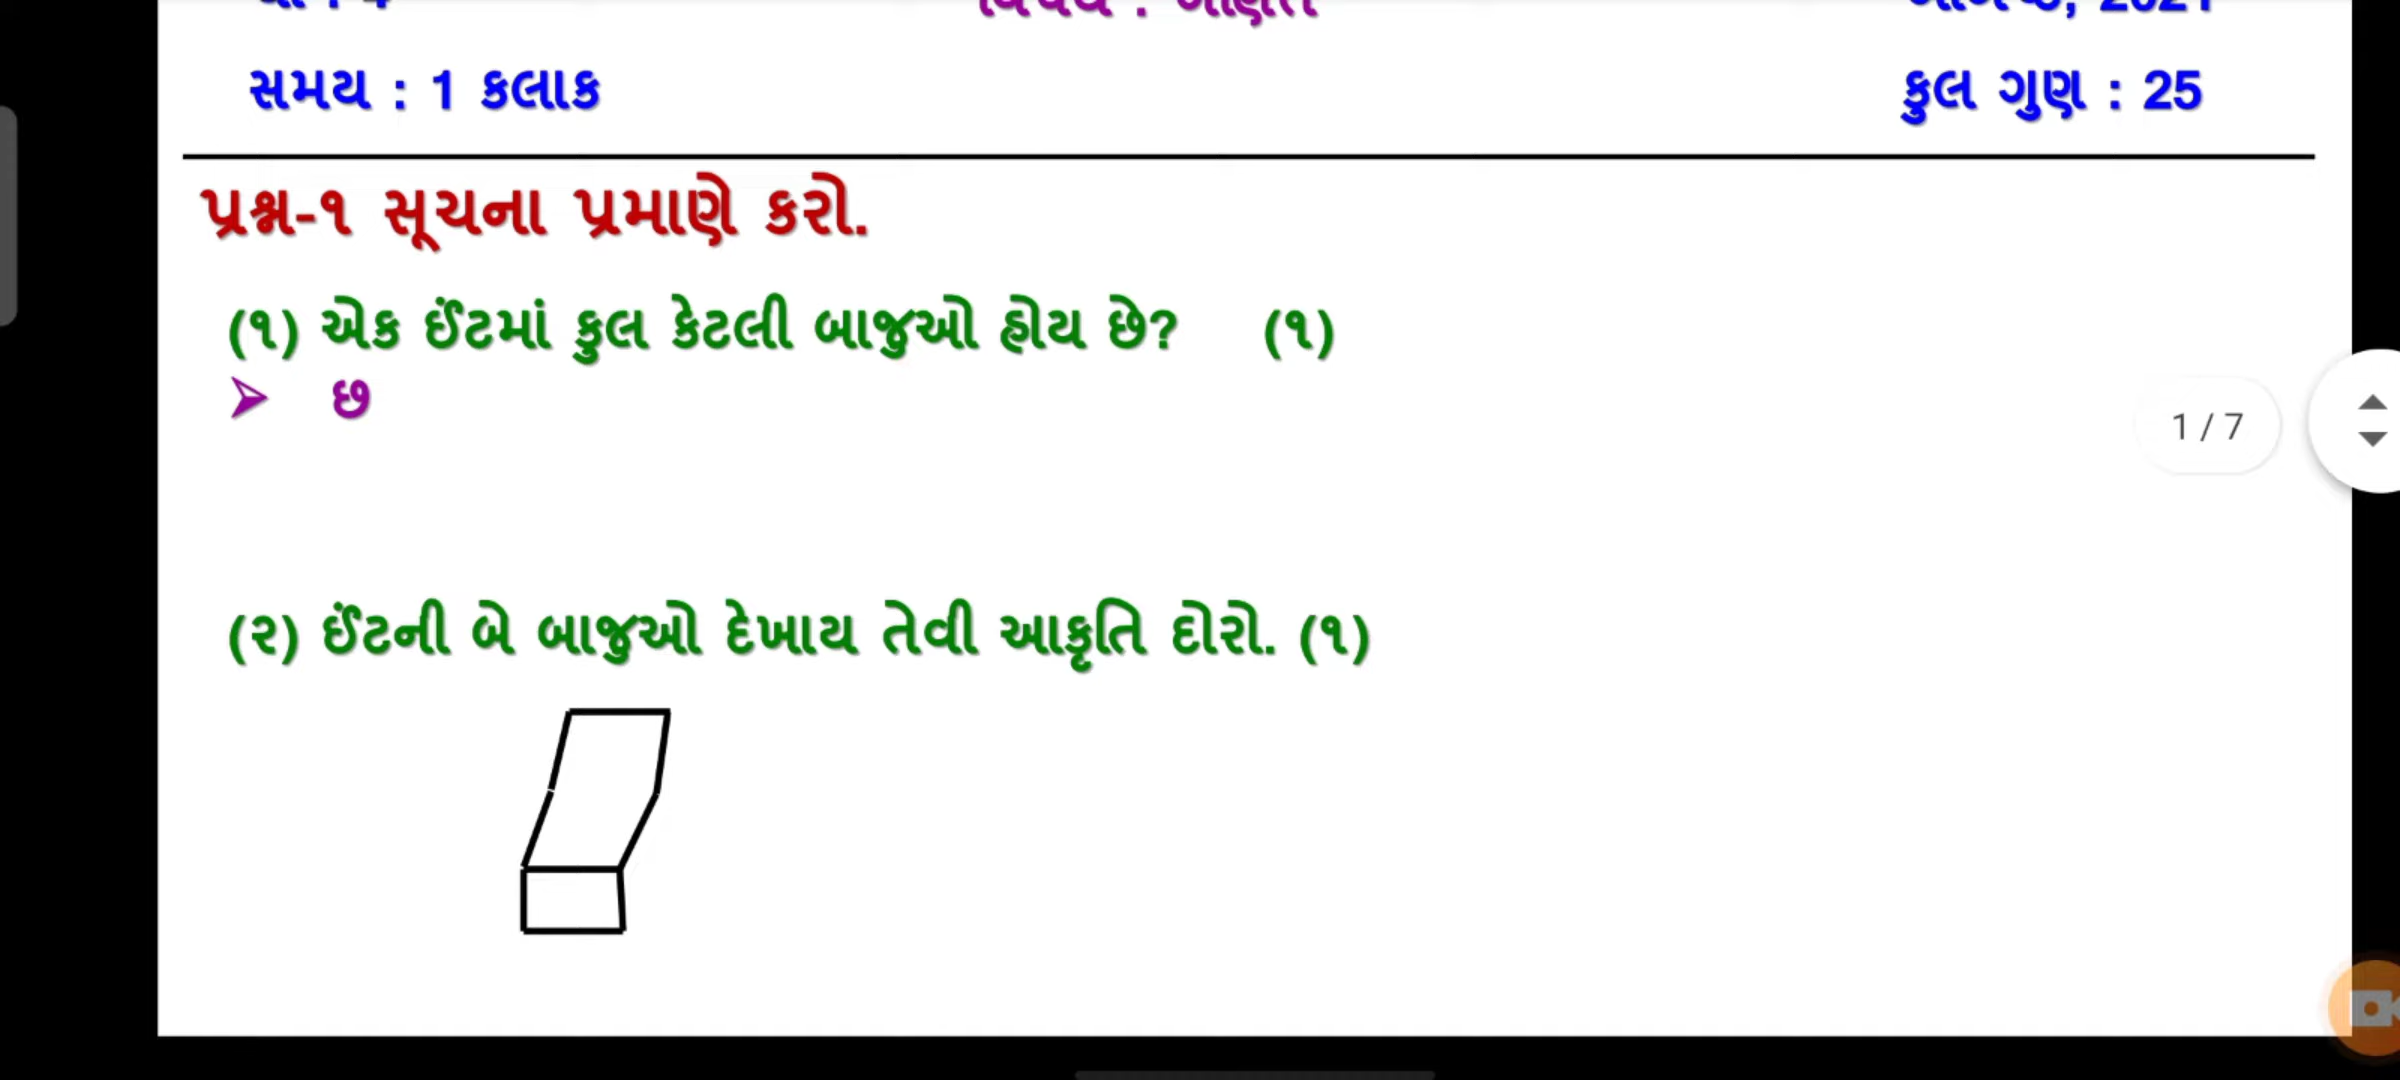 સમય : 1 કલાક
કુલ ગુણ : 25
પ્રશ્ન-૧ સૂચના પ્રમાણે કરો.
(૧) એક ઈંટમાં કુલ કેટલી બાજુઓ હોય છે? (૧)
➢ છ
1 / 7
(૨) ઈંટની બે બાજુઓ દેખાય તેવી આકૃતિ દોરો. (૧)